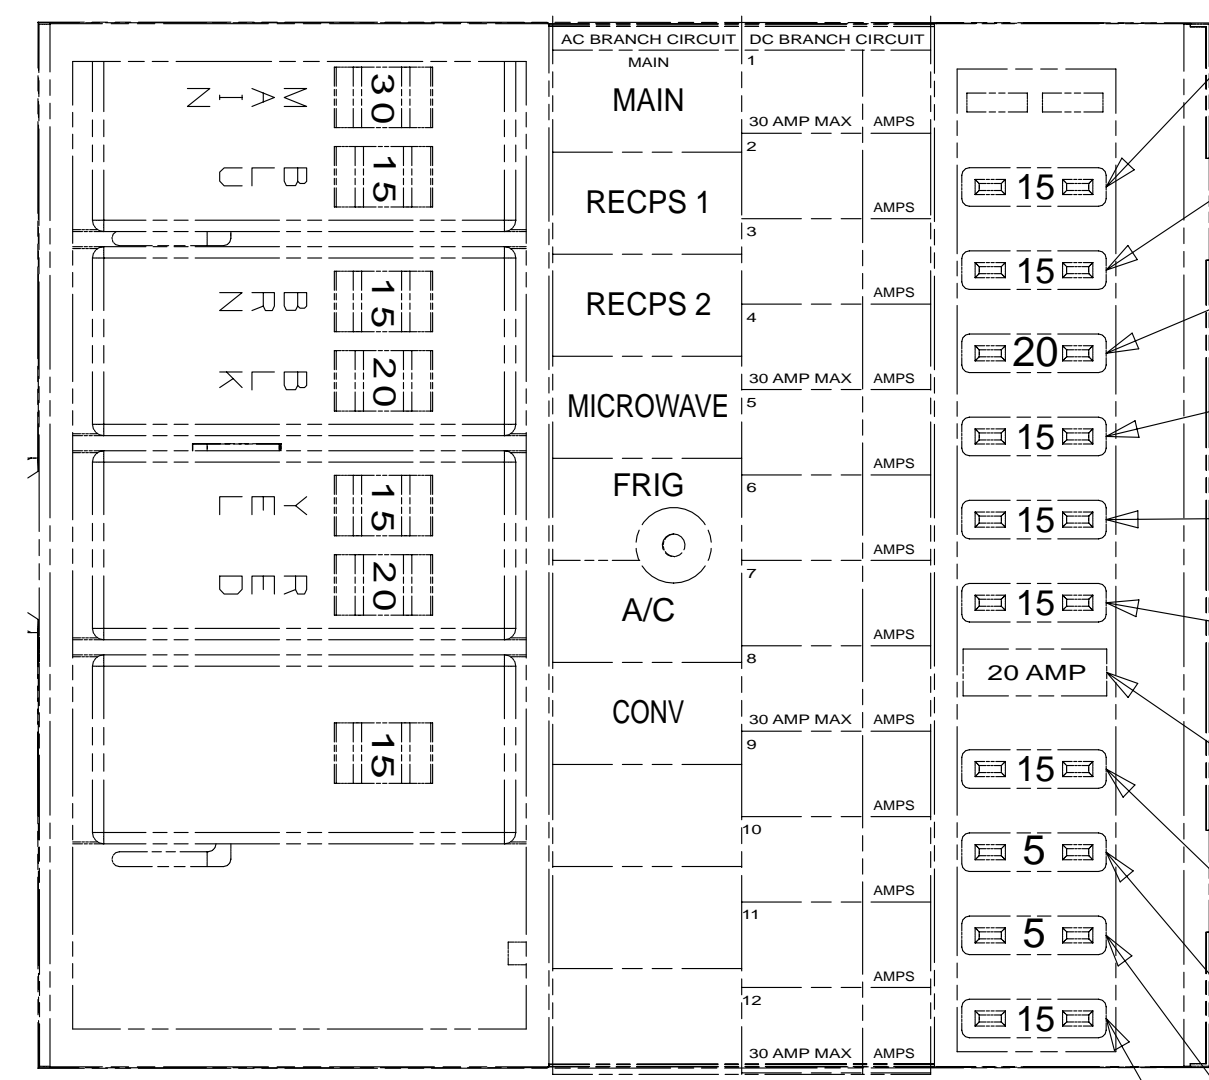 MAIN
30
BLU
15
BRN
15
BLK
20
YEL
15
RED
20
15
AC BRANCH CIRCUIT
MAIN
MAIN
RECPS 1
RECPS 2
MICROWAVE
FRIG
A/C
CONV
DC BRANCH CIRCUIT
1
30 AMP MAX AMPS
2
AMPS
3
AMPS
4
30 AMP MAX AMPS
5
AMPS
6
AMPS
7
AMPS
8
30 AMP MAX AMPS
9
AMPS
10
AMPS
11
AMPS
12
30 AMP MAX AMPS
15
15
20
15
15
15
20 AMP
15
5
5
15